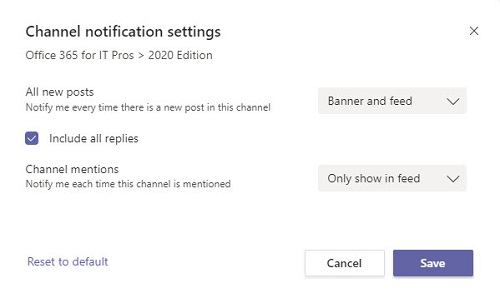 Channel notification settings
Office 365 for IT Pros > 2020 Edition
All new posts
Notify me every time there is a new post in this channel
Banner and feed
Include all replies
Channel mentions
Notify me each time this channel is mentioned
Only show in feed
Reset to default
Cancel
Save